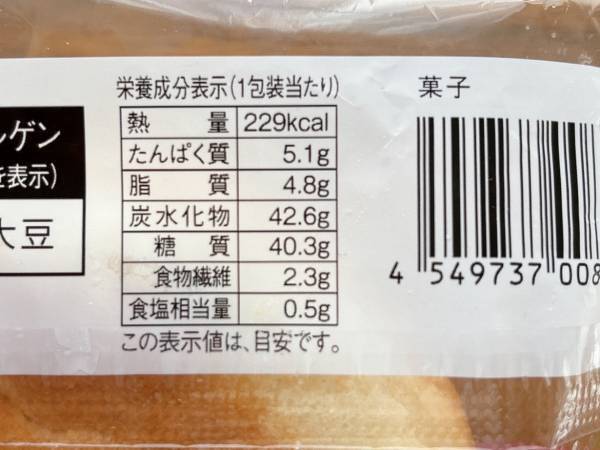 栄養成分表示(1包装当たり)
熱量 229kcal
たんぱく質 5.1g
脂質 4.8g
炭水化物 42.6g
糖質 40.3g
食物繊維 2.3g
食塩相当量 0.5g
この表示値は、目安です。
菓子
4 549737 008
ルゲン
を表示)
大豆